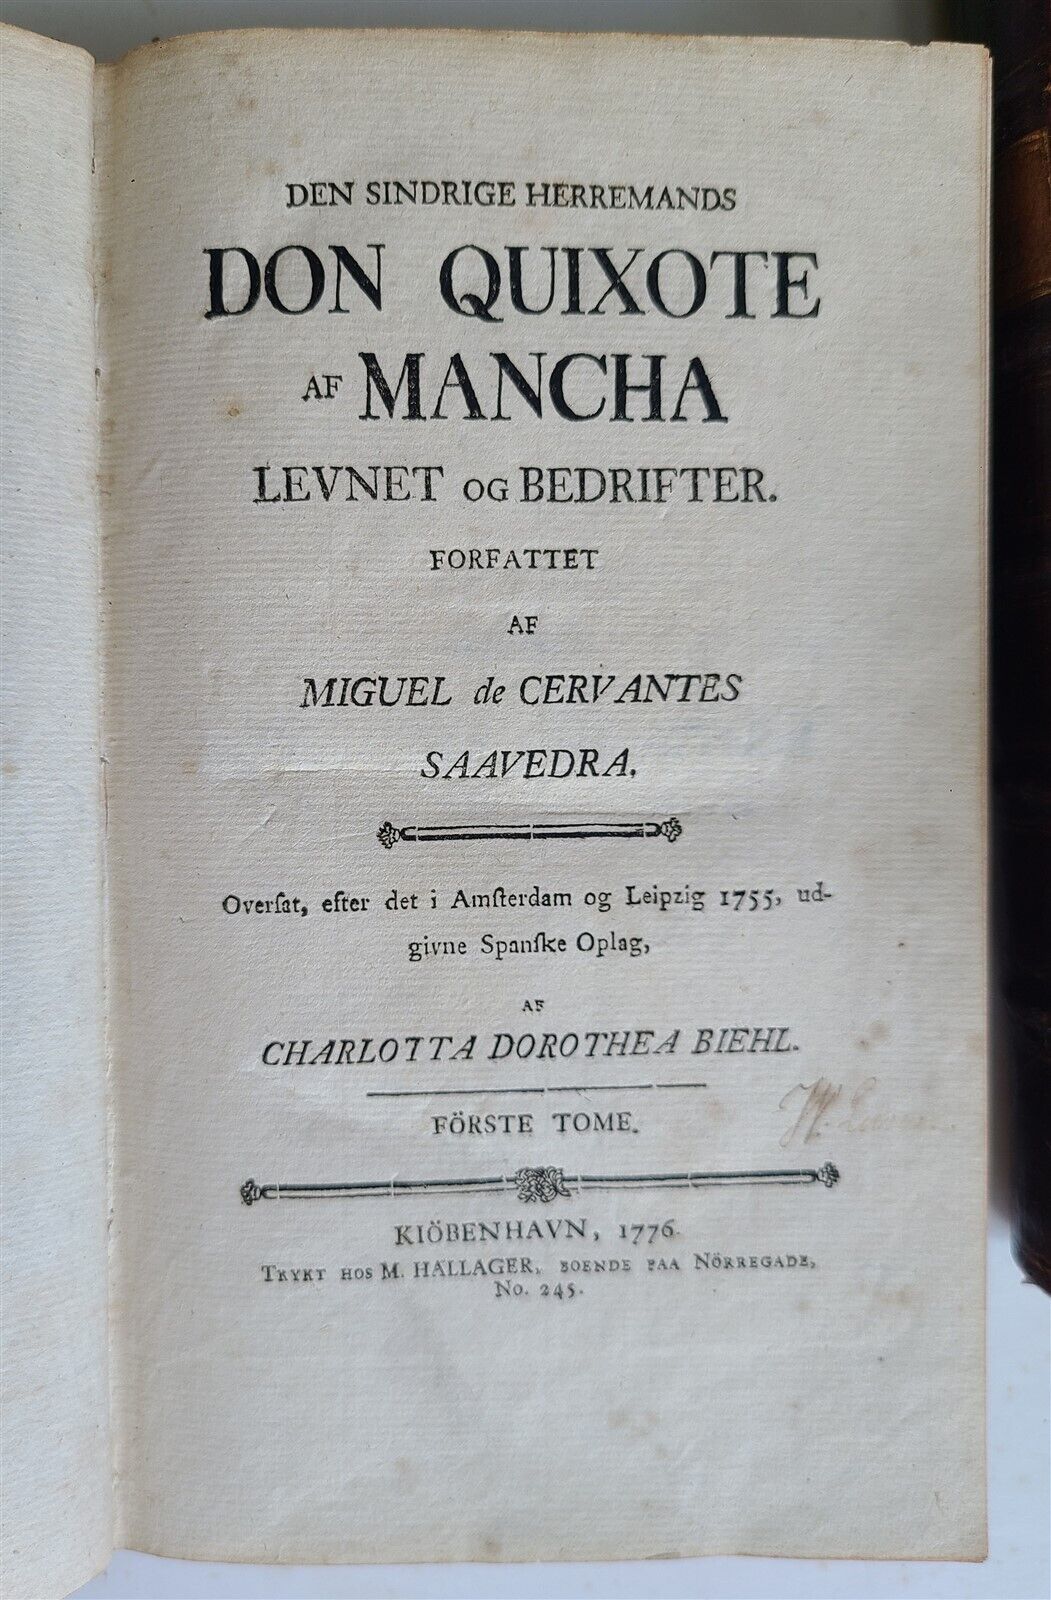 DEN SINDRIGE HERREMANDS
DON QUIXOTE
AF MANCHA
LEVNET OG BEDRIFTER.
FORFATTET
AF
MIGUEL de CERVANTES
SAAVEDRA.
Overſat, efter det i Amſterdam og Leipzig 1755, ud-
givne Spanſke Oplag,
AF
CHARLOTTA DOROTHEA BIEHL.
FÖRSTE TOME.
KIÖBENHAVN, 1776.
TRYKT HOS M. HALLAGER, BOENDE PAA NÖRREGADE,
No. 245.